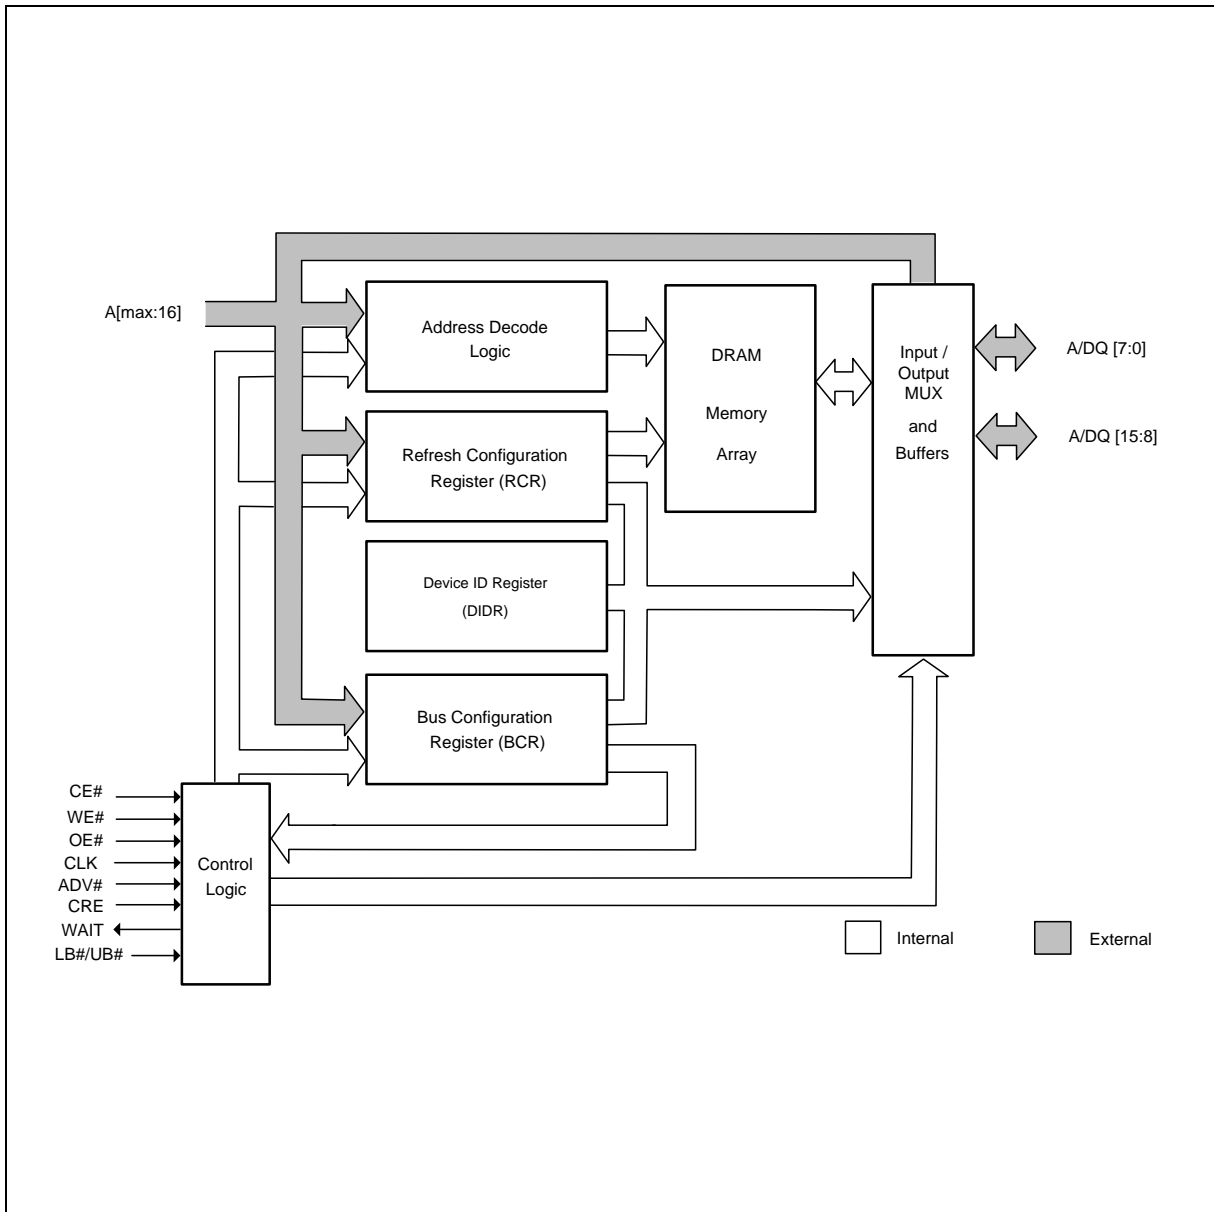 A[max:16]
Address Decode
Logic
DRAM
Memory
Array
Input /
Output
MUX
and
Buffers
A/DQ [7:0]
A/DQ [15:8]
Refresh Configuration
Register (RCR)
Device ID Register
(DIDR)
Bus Configuration
Register (BCR)
CE#
WE#
OE#
CLK
ADV#
CRE
WAIT
LB#/UB#
Control
Logic
Internal
External